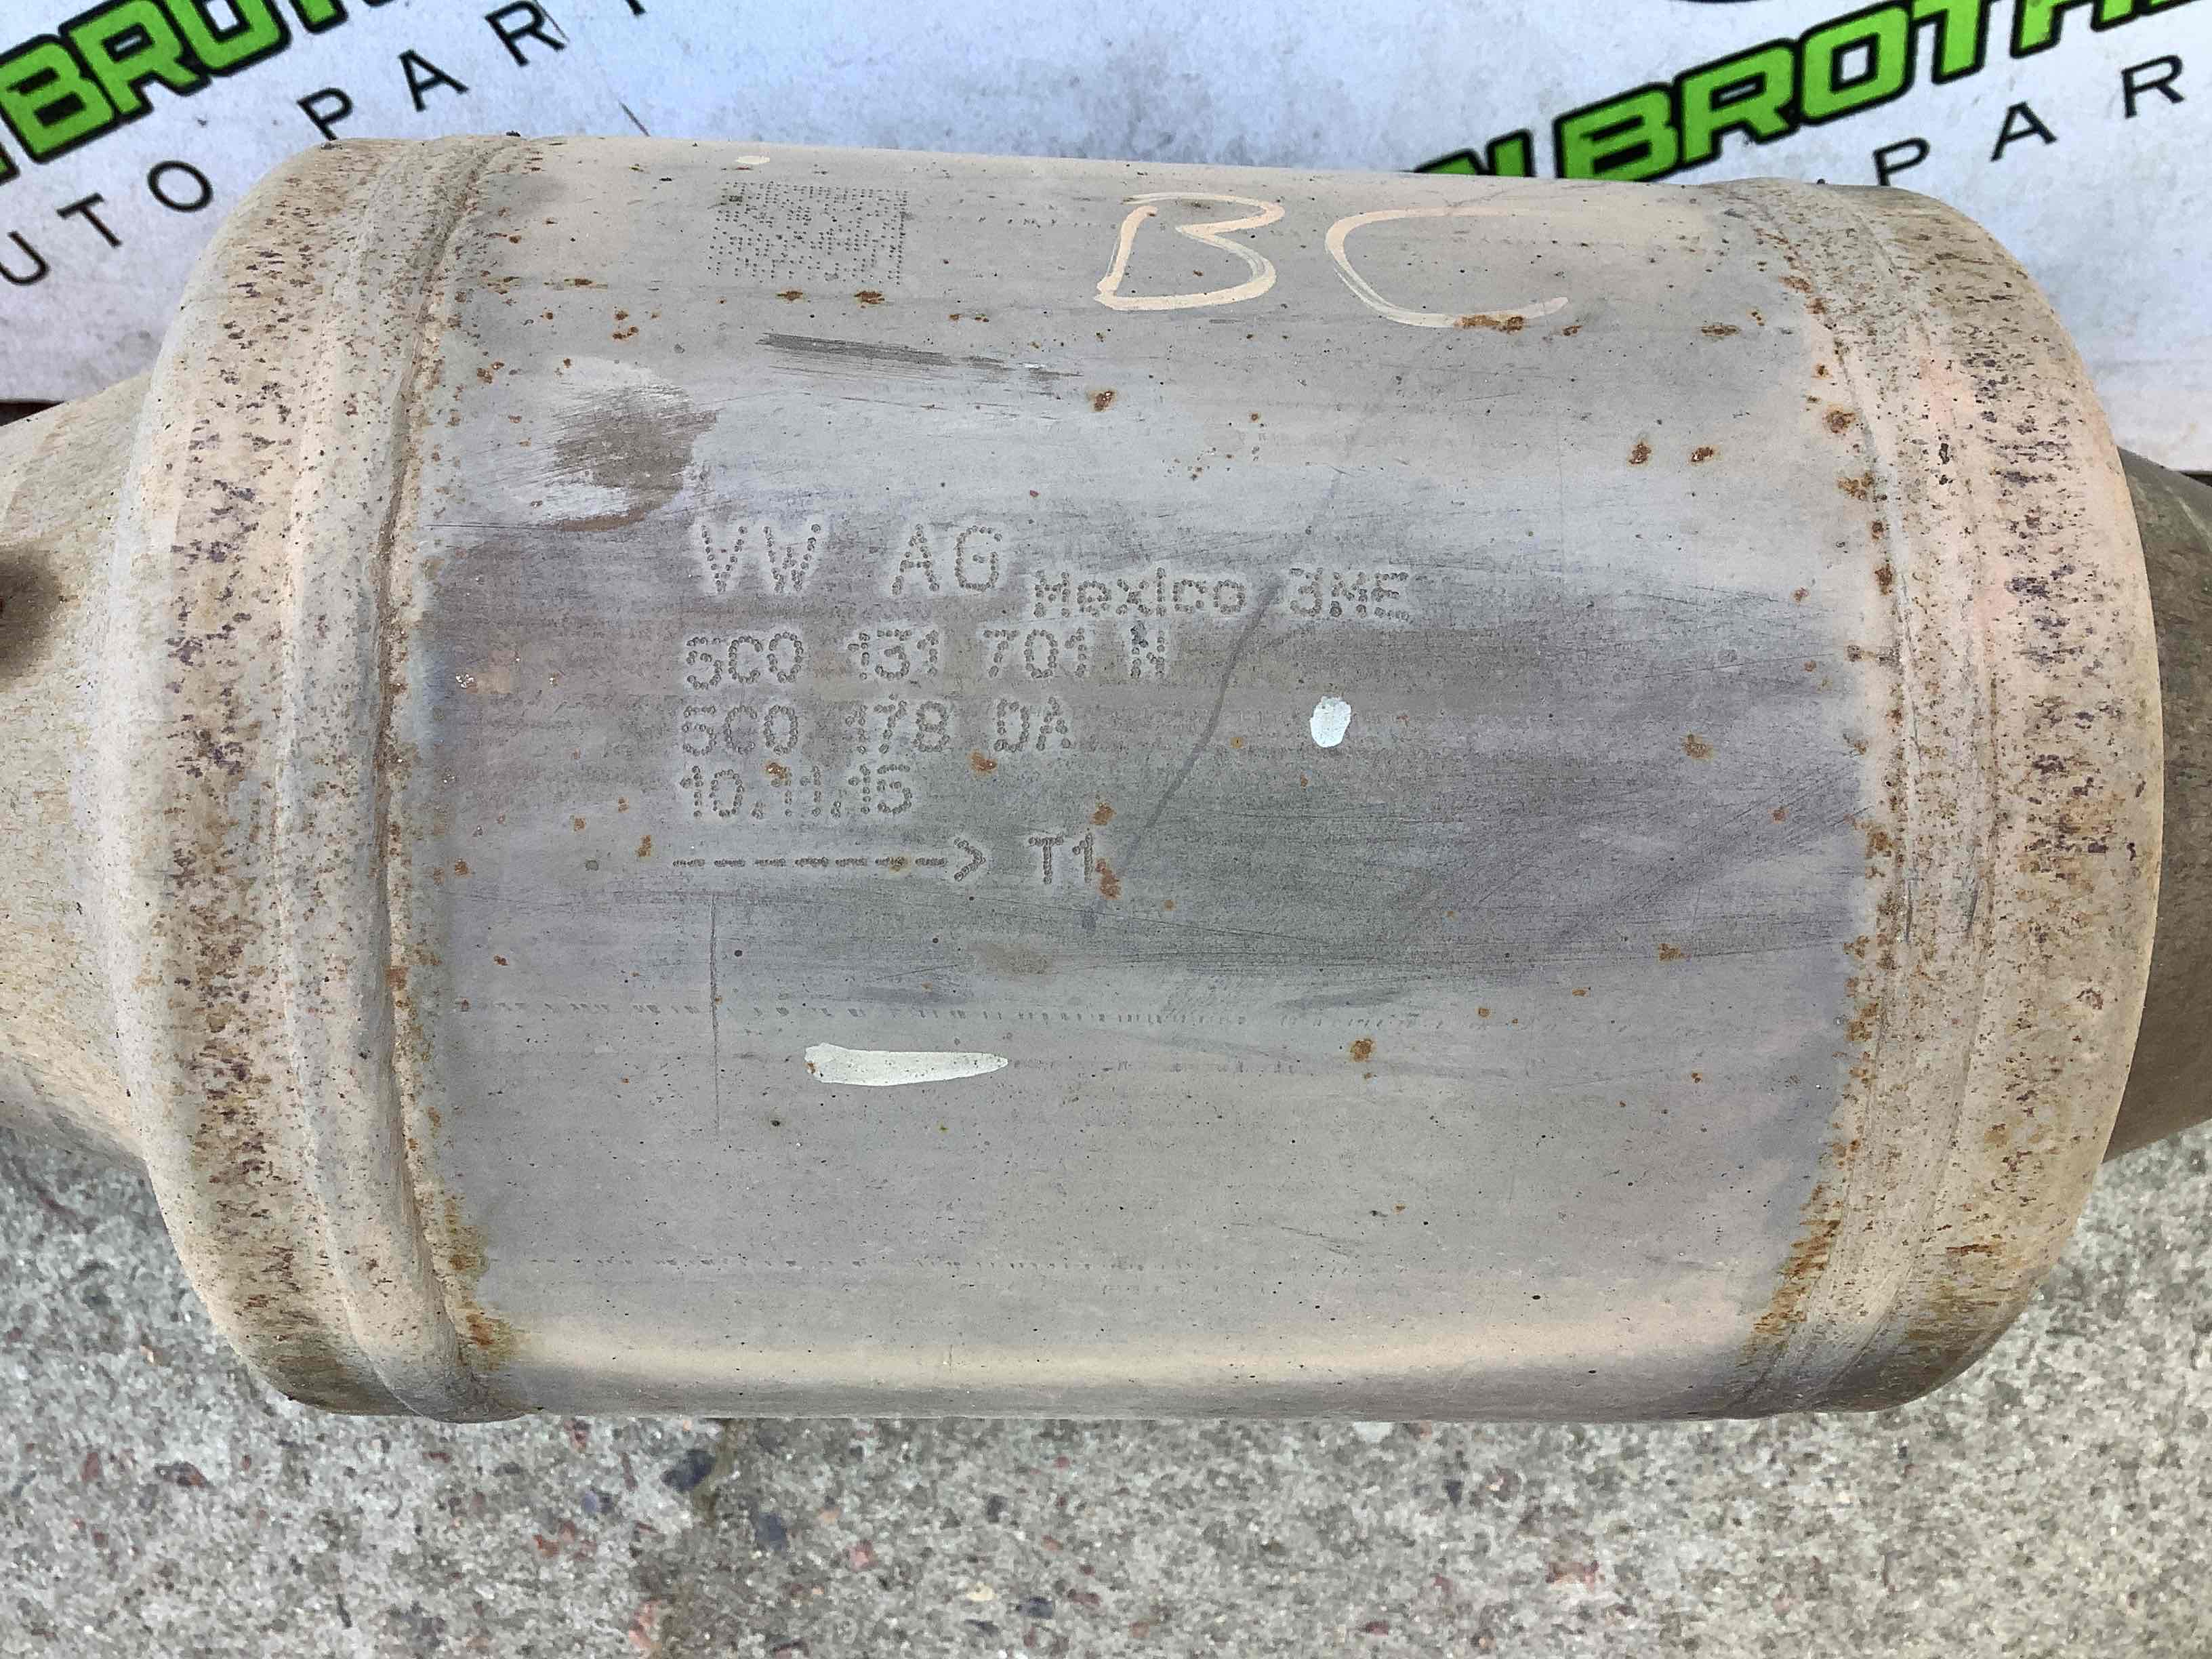 BROTH
UTO PAR
BROTH
PAR
BC
VW AG Mexico 3ME
5C0 131 701 N
5C0 178 DA
10.11.15
-------> T1